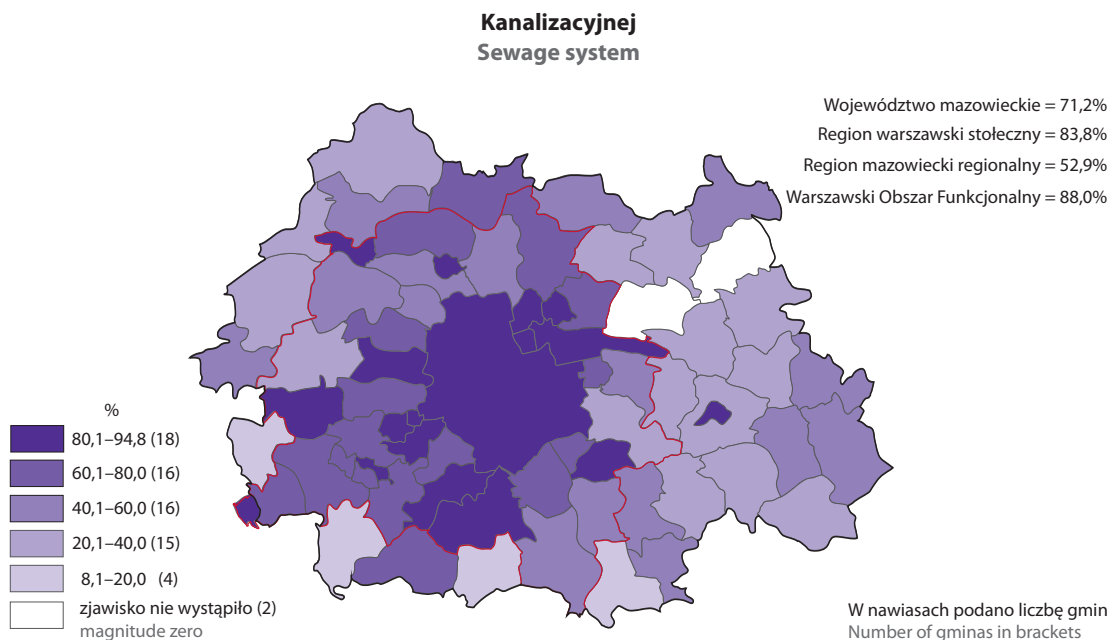 Kanalizacyjnej
Sewage system
Województwo mazowieckie = 71,2%
Region warszawski stołeczny = 83,8%
Region mazowiecki regionalny = 52,9%
Warszawski Obszar Funkcjonalny = 88,0%
%
80,1–94,8 (18)
60,1–80,0 (16)
40,1–60,0 (16)
20,1–40,0 (15)
8,1–20,0 (4)
zjawisko nie wystąpiło (2)
magnitude zero
W nawiasach podano liczbę gmin
Number of gminas in brackets